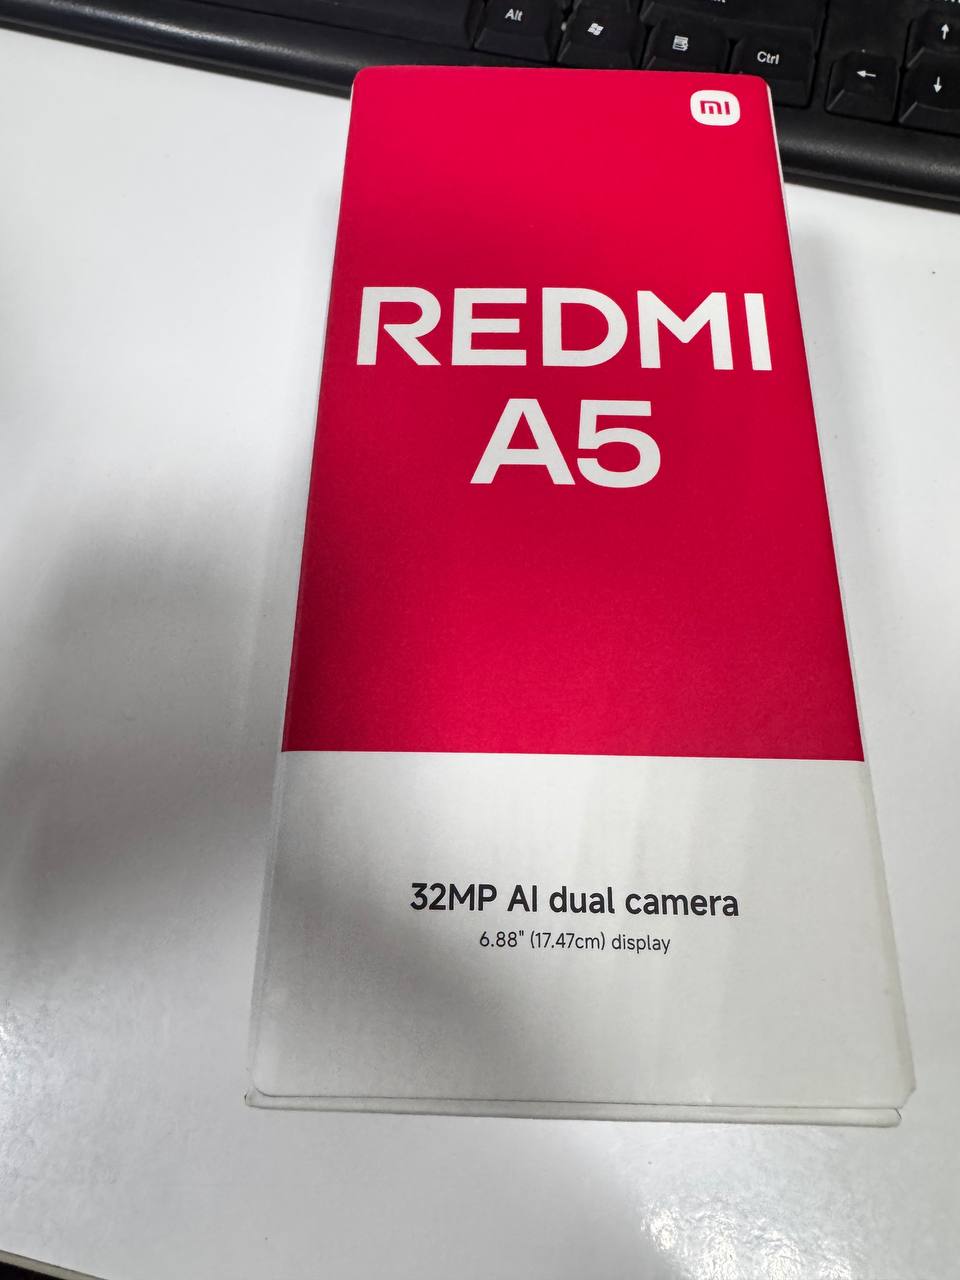 Alt
Ctrl
mi
REDMI
A5
32MP AI dual camera
6.88" (17.47cm) display